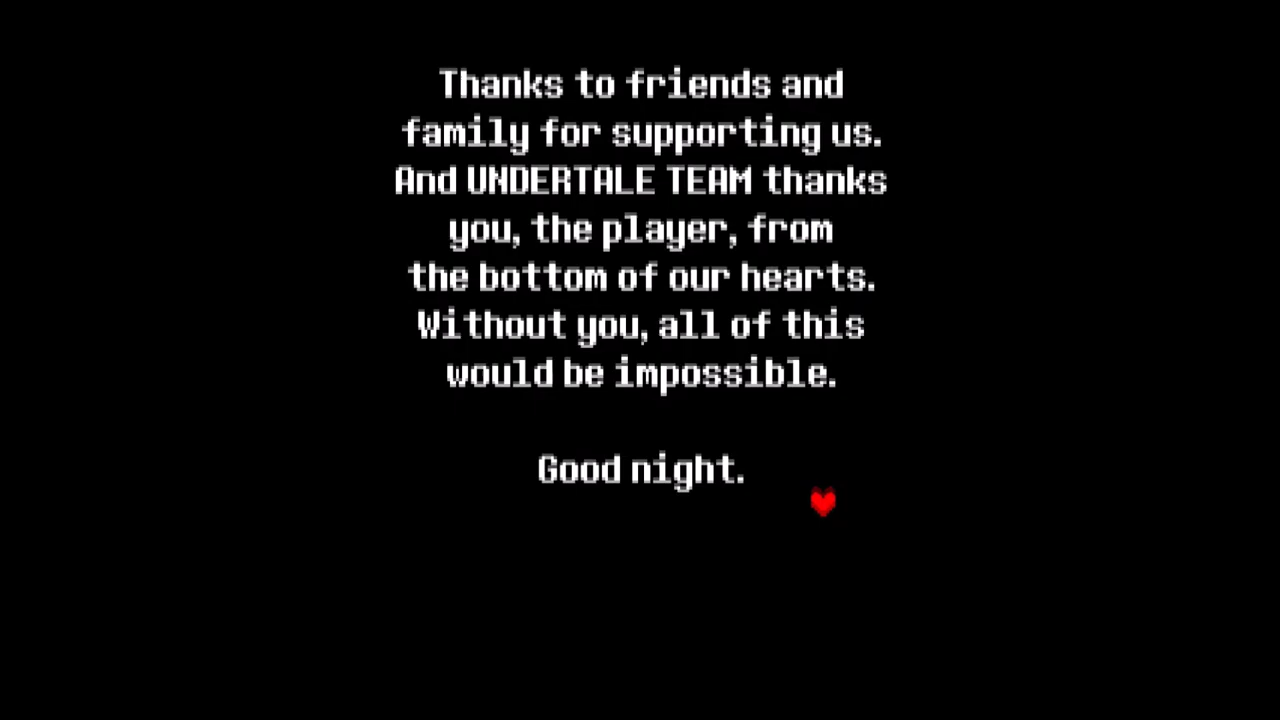 Thanks to friends and
family for supporting us.
And UNDERTALE TEAM thanks
you, the player, from
the bottom of our hearts.
Without you, all of this
would be impossible.
Good night.